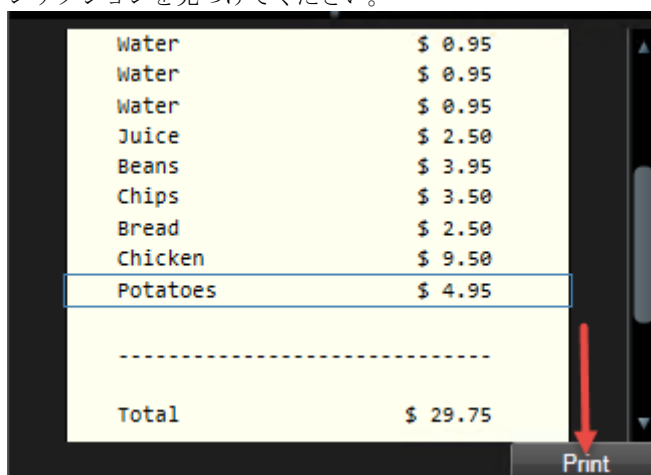 Water $ 0.95
Water $ 0.95
Water $ 0.95
Juice $ 2.50
Beans $ 3.95
Chips $ 3.50
Bread $ 2.50
Chicken $ 9.50
Potatoes $ 4.95
------------------------------
Total $ 29.75
Print